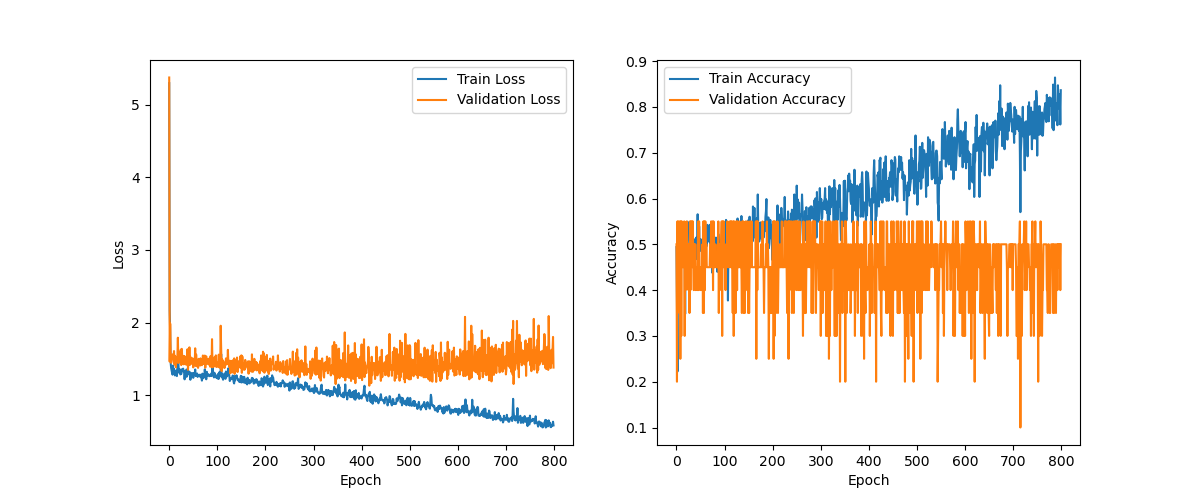 Train Loss
Validation Loss
5
4
3
2
1
Loss
0 100 200 300 400 500 600 700 800
Epoch
Train Accuracy
Validation Accuracy
0.9
0.8
0.7
0.6
0.5
0.4
0.3
0.2
0.1
Accuracy
0 100 200 300 400 500 600 700 800
Epoch